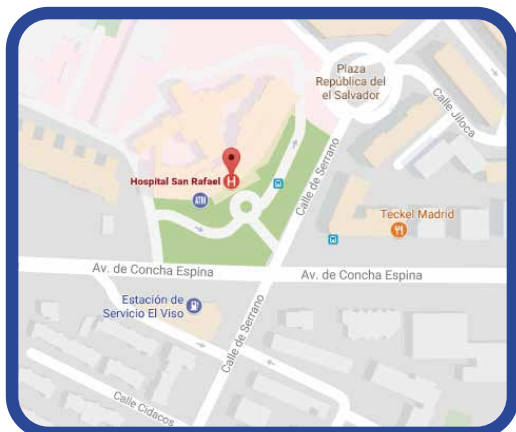 Plaza
República del
el Salvador
Calle Jiloca
Hospital San Rafael
H
ATM
Calle de Serrano
Teckel Madrid
Av. de Concha Espina
Av. de Concha Espina
Estación de
Servicio El Viso
Calle de Serrano
Calle Cidacos